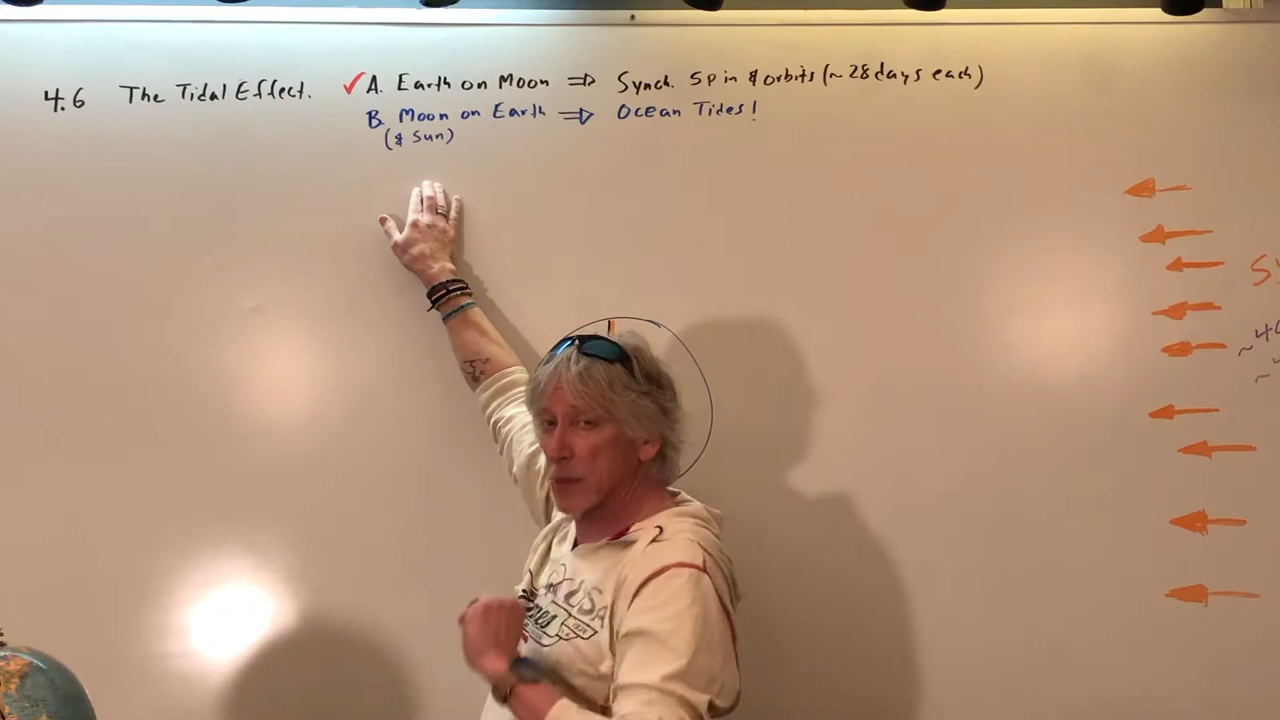 4.6 The Tidal Effect. ✓A. Earth on Moon ⇒ Synch. Spin & orbits (~28 days each)
B. Moon on Earth ⇒ Ocean Tides!
(& Sun)
USA